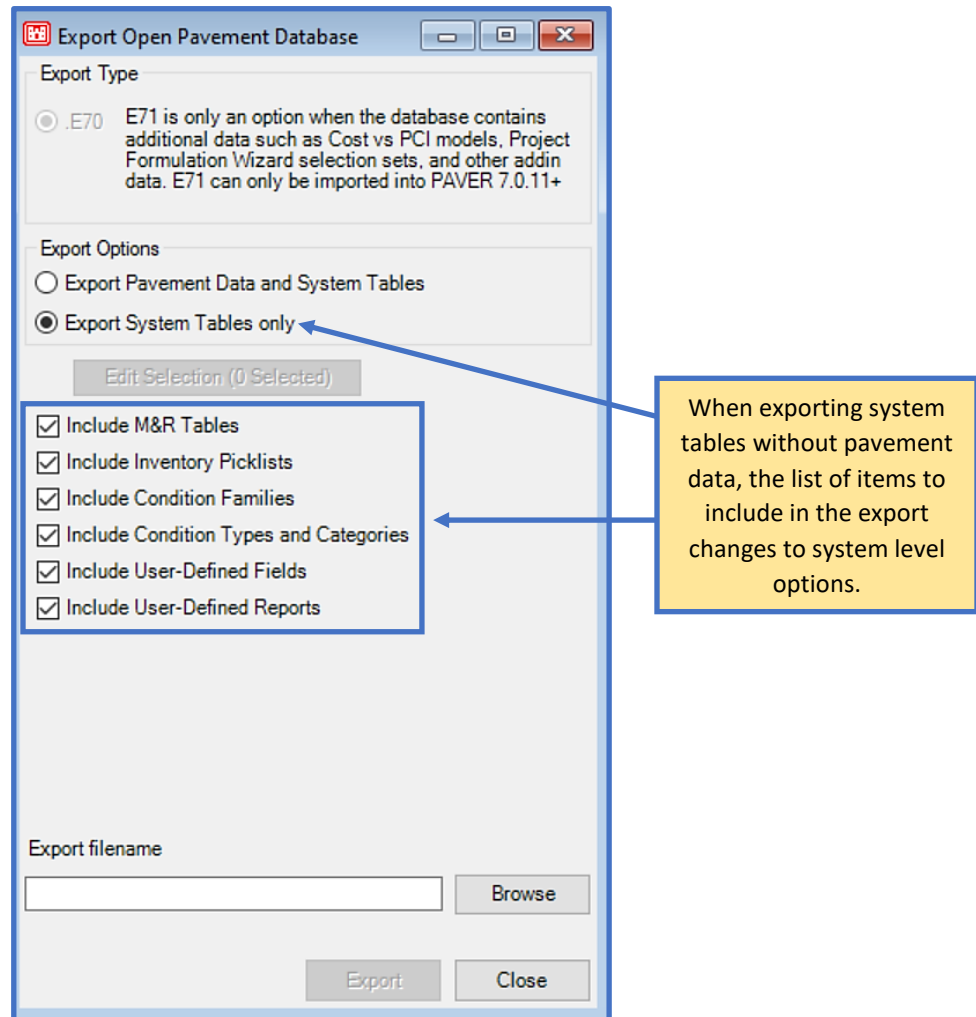 Export Open Pavement Database
Export Type
.E70
E71 is only an option when the database contains
additional data such as Cost vs PCI models, Project
Formulation Wizard selection sets, and other addin
data. E71 can only be imported into PAVER 7.0.11+
Export Options
Export Pavement Data and System Tables
Export System Tables only
Edit Selection (0 Selected)
Include M&R Tables
Include Inventory Picklists
Include Condition Families
Include Condition Types and Categories
Include User-Defined Fields
Include User-Defined Reports
When exporting system
tables without pavement
data, the list of items to
include in the export
changes to system level
options.
Export filename
Browse
Export
Close